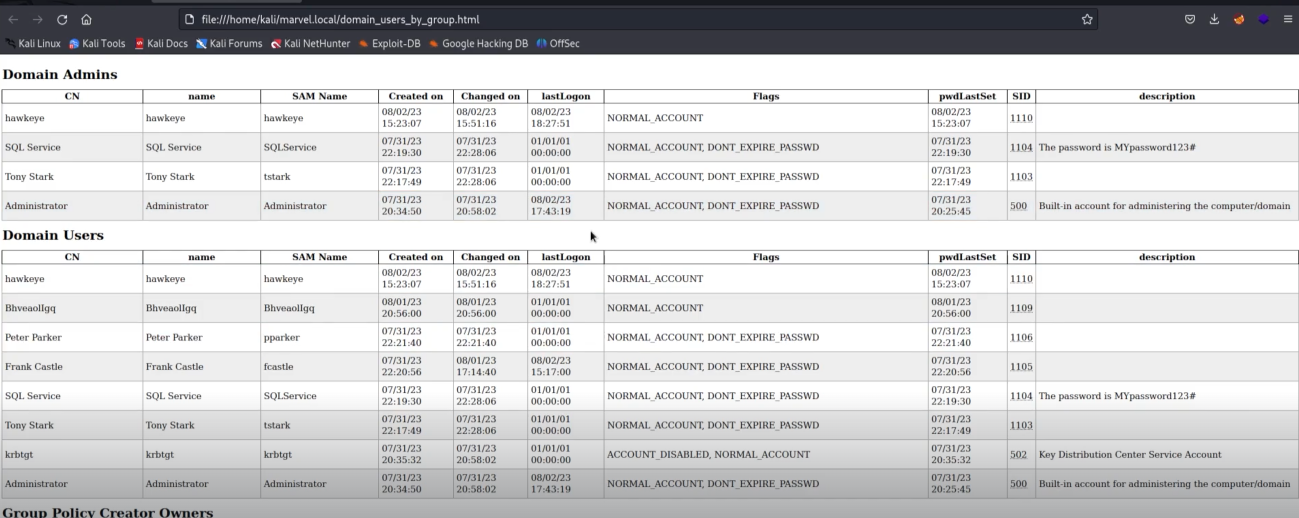 file:///home/kali/marvel.local/domain_users_by_group.html
Kali Linux Kali Tools Kali Docs Kali Forums Kali NetHunter Exploit-DB Google Hacking DB OffSec
Domain Admins
CN name SAM Name Created on Changed on lastLogon Flags pwdLastSet SID description
hawkeye hawkeye hawkeye 08/02/23 15:23:07 08/02/23 15:51:16 08/02/23 18:27:51 NORMAL_ACCOUNT 08/02/23 15:23:07 1110
SQL Service SQL Service SQLService 07/31/23 22:19:30 07/31/23 22:28:06 01/01/01 00:00:00 NORMAL_ACCOUNT, DONT_EXPIRE_PASSWD 07/31/23 22:19:30 1104 The password is MYpassword123#
Tony Stark Tony Stark tstark 07/31/23 22:17:49 07/31/23 22:28:06 01/01/01 00:00:00 NORMAL_ACCOUNT, DONT_EXPIRE_PASSWD 07/31/23 22:17:49 1103
Administrator Administrator Administrator 07/31/23 20:34:50 07/31/23 20:58:02 08/02/23 17:43:19 NORMAL_ACCOUNT, DONT_EXPIRE_PASSWD 07/31/23 20:25:45 500 Built-in account for administering the computer/domain
Domain Users
CN name SAM Name Created on Changed on lastLogon Flags pwdLastSet SID description
hawkeye hawkeye hawkeye 08/02/23 15:23:07 08/02/23 15:51:16 08/02/23 18:27:51 NORMAL_ACCOUNT 08/02/23 15:23:07 1110
BhveaolIgq BhveaolIgq BhveaolIgq 08/01/23 20:56:00 08/01/23 20:56:00 01/01/01 00:00:00 NORMAL_ACCOUNT 08/01/23 20:56:00 1109
Peter Parker Peter Parker pparker 07/31/23 22:21:40 07/31/23 22:21:40 01/01/01 00:00:00 NORMAL_ACCOUNT, DONT_EXPIRE_PASSWD 07/31/23 22:21:40 1106
Frank Castle Frank Castle fcastle 07/31/23 22:20:56 08/01/23 17:14:40 08/02/23 15:17:00 NORMAL_ACCOUNT, DONT_EXPIRE_PASSWD 07/31/23 22:20:56 1105
SQL Service SQL Service SQLService 07/31/23 22:19:30 07/31/23 22:28:06 01/01/01 00:00:00 NORMAL_ACCOUNT, DONT_EXPIRE_PASSWD 07/31/23 22:19:30 1104 The password is MYpassword123#
Tony Stark Tony Stark tstark 07/31/23 22:17:49 07/31/23 22:28:06 01/01/01 00:00:00 NORMAL_ACCOUNT, DONT_EXPIRE_PASSWD 07/31/23 22:17:49 1103
krbtgt krbtgt krbtgt 07/31/23 20:35:32 07/31/23 20:58:02 01/01/01 00:00:00 ACCOUNT_DISABLED, NORMAL_ACCOUNT 07/31/23 20:35:32 502 Key Distribution Center Service Account
Administrator Administrator Administrator 07/31/23 20:34:50 07/31/23 20:58:02 08/02/23 17:43:19 NORMAL_ACCOUNT, DONT_EXPIRE_PASSWD 07/31/23 20:25:45 500 Built-in account for administering the computer/domain
Group Policy Creator Owners